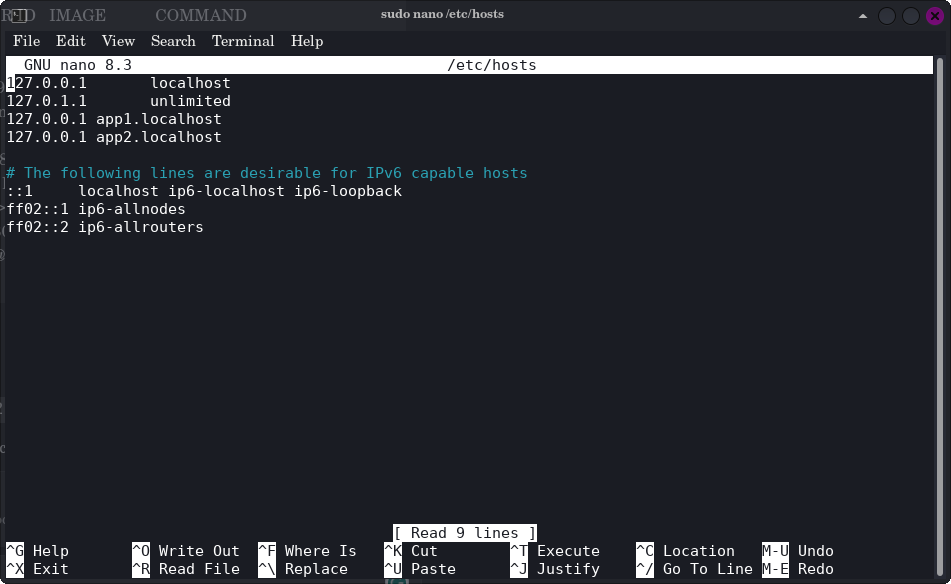 IMAGE COMMAND sudo nano /etc/hosts
File Edit View Search Terminal Help
GNU nano 8.3 /etc/hosts
127.0.0.1 localhost
127.0.1.1 unlimited
127.0.0.1 app1.localhost
127.0.0.1 app2.localhost
# The following lines are desirable for IPv6 capable hosts
::1 localhost ip6-localhost ip6-loopback
ff02::1 ip6-allnodes
ff02::2 ip6-allrouters
[ Read 9 lines ]
^G Help ^O Write Out ^F Where Is ^K Cut ^T Execute ^C Location M-U Undo
^X Exit ^R Read File ^\ Replace ^U Paste ^J Justify ^/ Go To Line M-E Redo